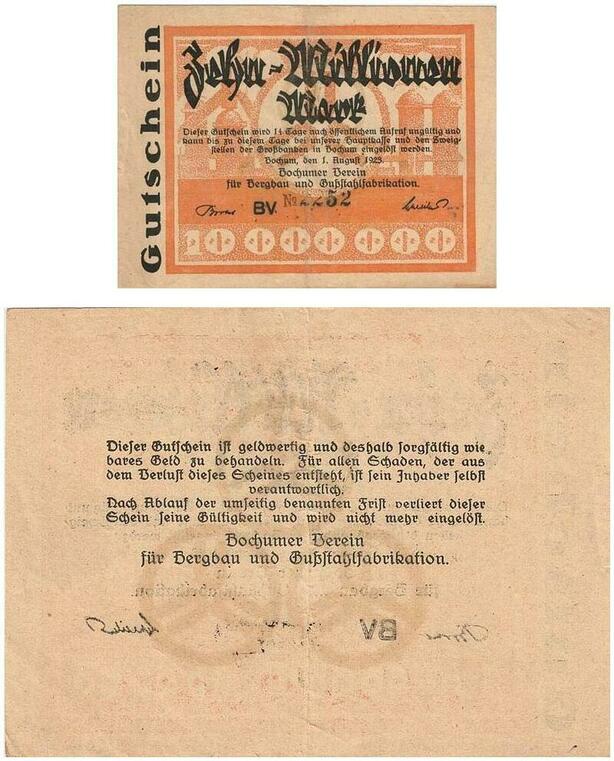 Gutschein
Zehn-Millionen
Mark
Dieser Gutschein wird 14 Tage nach öffentlichem Aufruf ungültig und
kann bis zu diesem Tage bei unserer Hauptkasse und den Zweig-
stellen der Großbanken in Bochum eingelöst werden.
Bochum, den 1. August 1923.
Bochumer Verein
für Bergbau und Gußstahlfabrikation.
BV. № 2252
10000000
Dieser Gutschein ist geldwertig und deshalb sorgfältig wie
bares Geld zu behandeln. Für allen Schaden, der aus
dem Verlust dieses Scheines entsteht, ist sein Inhaber selbst
verantwortlich.
Nach Ablauf der umseitig benannten Frist verliert dieser
Schein seine Gültigkeit und wird nicht mehr eingelöst.
Bochumer Verein
für Bergbau und Gußstahlfabrikation.
BV